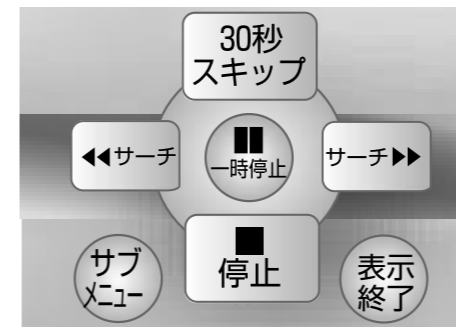 30秒
スキップ
◀◀サーチ
一時停止
サーチ▶▶
停止
サブ
メニュー
表示
終了